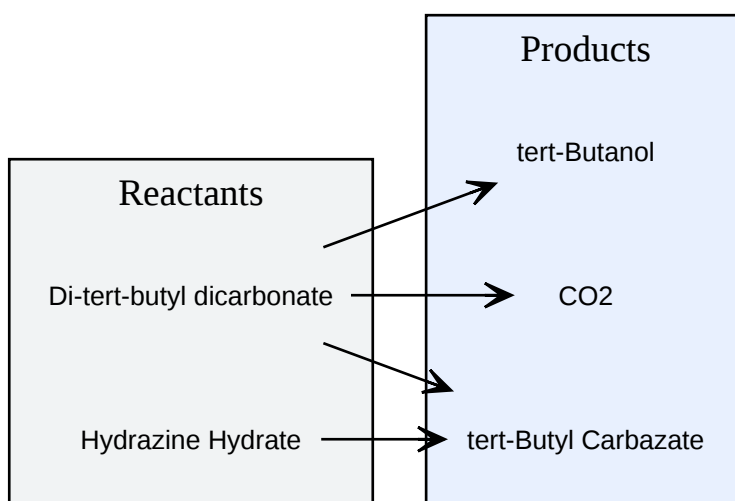 Reactants
Di-tert-butyl dicarbonate
Hydrazine Hydrate
Products
tert-Butanol
CO2
tert-Butyl Carbazate